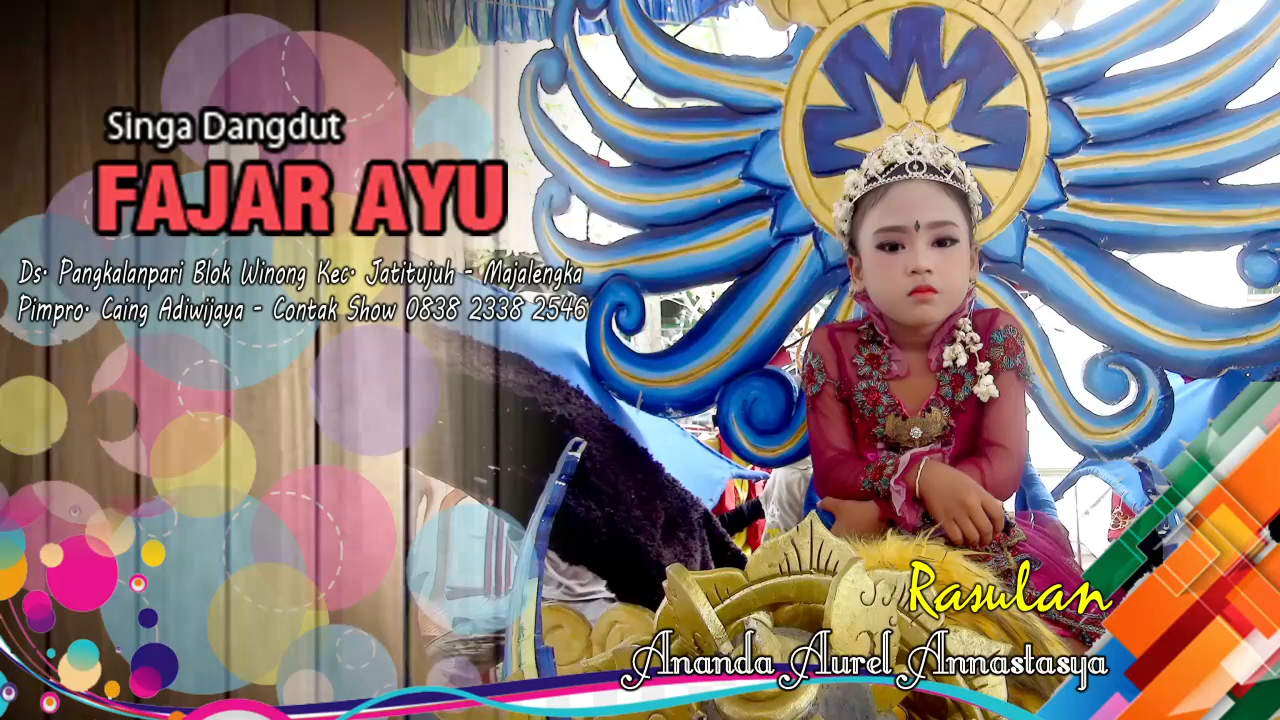 Singa Dangdut
FAJAR AYU
Ds. Pangkalanpari Blok Winong Kec. Jatitujuh - Majalengka
Pimpro. Caing Adiwijaya - Contak Show 0838 2338 2546
Rasulan
Ananda Aurel Annastasya